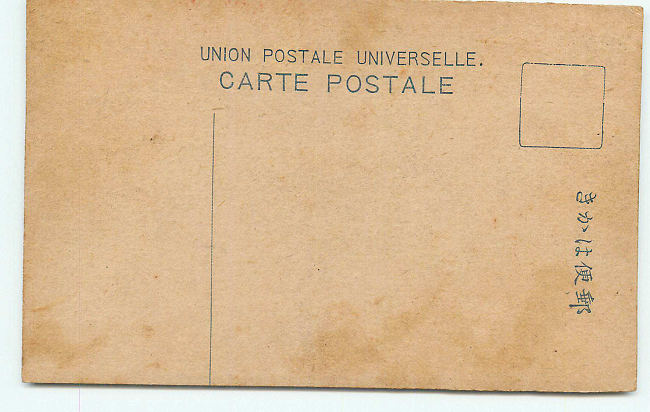 UNION POSTALE UNIVERSELLE.
CARTE POSTALE
郵便はかき